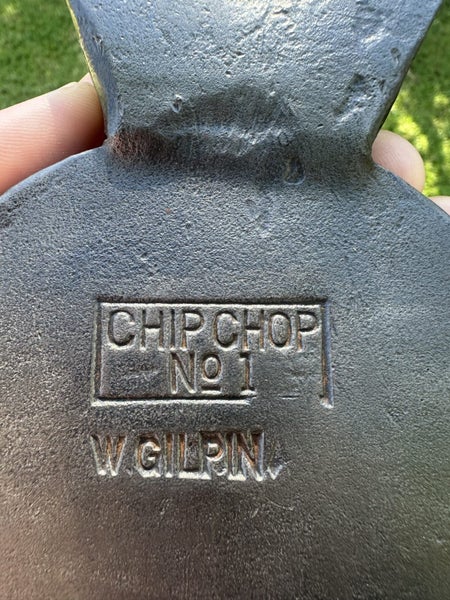 CHIP CHOP
No 1
W. GILPIN.